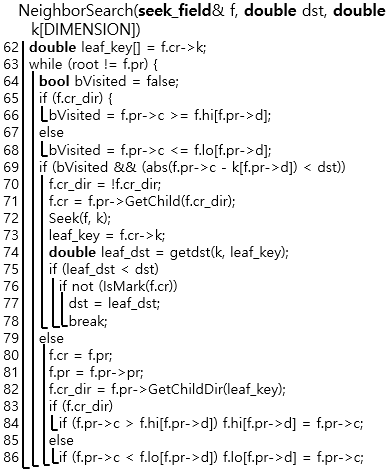 NeighborSearch(seek_field& f, double dst, double
k[DIMENSION])
62 double leaf_key[] = f.cr->k;
63 while (root != f.pr) {
64 bool bVisited = false;
65 if (f.cr_dir) {
66 bVisited = f.pr->c >= f.hi[f.pr->d];
67 else
68 bVisited = f.pr->c <= f.lo[f.pr->d];
69 if (bVisited && (abs(f.pr->c - k[f.pr->d]) < dst))
70 f.cr_dir = !f.cr_dir;
71 f.cr = f.pr->GetChild(f.cr_dir);
72 Seek(f, k);
73 leaf_key = f.cr->k;
74 double leaf_dst = getdst(k, leaf_key);
75 if (leaf_dst < dst)
76 if not (IsMark(f.cr))
77 dst = leaf_dst;
78 break;
79 else
80 f.cr = f.pr;
81 f.pr = f.pr->pr;
82 f.cr_dir = f.pr->GetChildDir(leaf_key);
83 if (f.cr_dir)
84 if (f.pr->c > f.hi[f.pr->d]) f.hi[f.pr->d] = f.pr->c;
85 else
86 if (f.pr->c < f.lo[f.pr->d]) f.lo[f.pr->d] = f.pr->c;